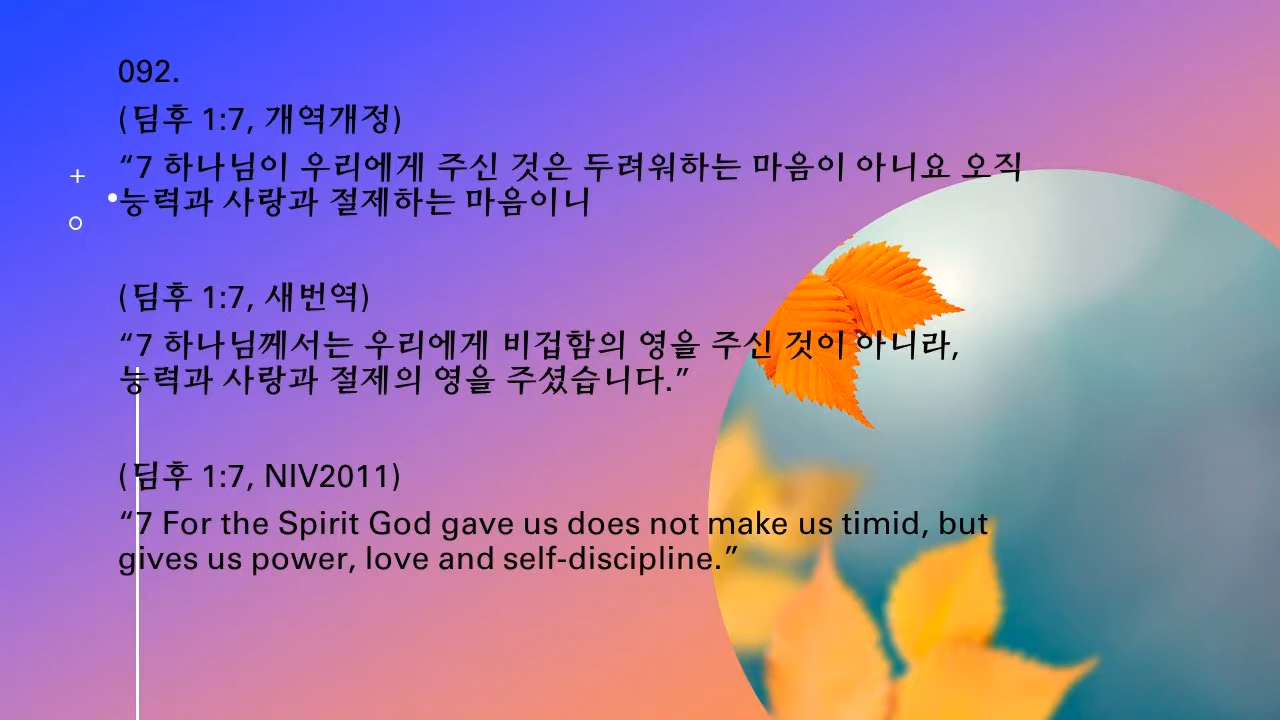 092.
(딤후 1:7, 개역개정)
“7 하나님이 우리에게 주신 것은 두려워하는 마음이 아니요 오직
능력과 사랑과 절제하는 마음이니
(딤후 1:7, 새번역)
“7 하나님께서는 우리에게 비겁함의 영을 주신 것이 아니라,
능력과 사랑과 절제의 영을 주셨습니다.”
(딤후 1:7, NIV2011)
“7 For the Spirit God gave us does not make us timid, but
gives us power, love and self-discipline.”